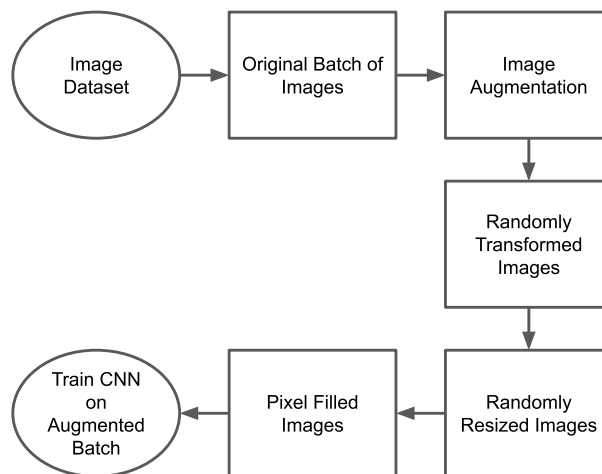 Image
Dataset
Original Batch of
Images
Image
Augmentation
Randomly
Transformed
Images
Randomly
Resized Images
Pixel Filled
Images
Train CNN
on
Augmented
Batch